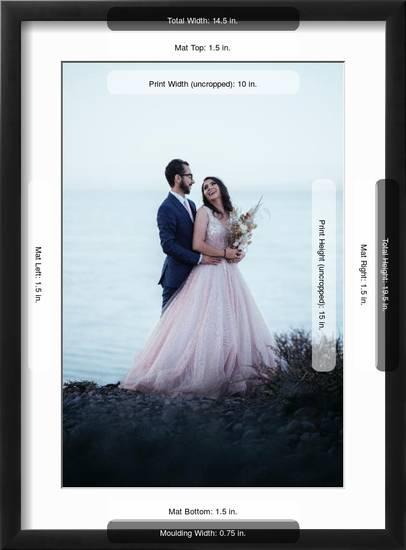 Total Width: 14.5 in.
Mat Top: 1.5 in.
Print Width (uncropped): 10 in.
Mat Left: 1.5 in.
Print Height (uncropped): 15 in.
Mat Right: 1.5 in.
Total Height: 19.5 in.
Mat Bottom: 1.5 in.
Moulding Width: 0.75 in.